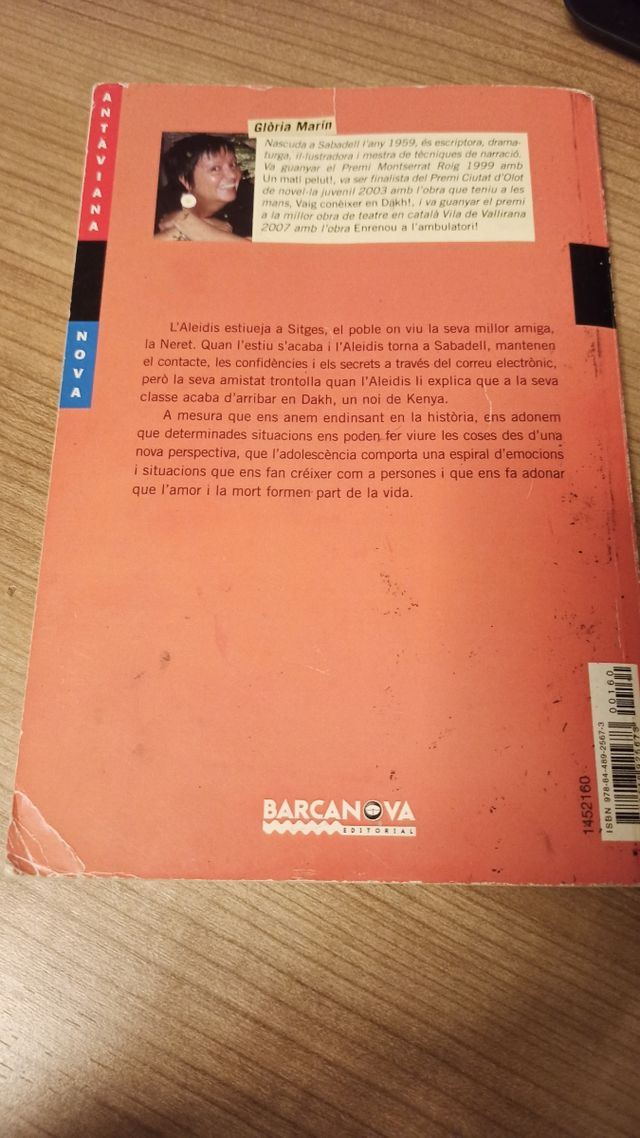 ANTÀVIANA
NOVA
Glòria Marín
Nascuda a Sabadell l'any 1959, és escriptora, drama-
turga, il·lustradora i mestra de tècniques de narració.
Va guanyar el Premi Montserrat Roig 1999 amb
Un matí pelut!, va ser finalista del Premi Ciutat d'Olot
de novel·la juvenil 2003 amb l'obra que teniu a les
mans, Vaig conèixer en Dakh!, i va guanyar el premi
a la millor obra de teatre en català Vila de Vallirana
2007 amb l'obra Enrenou a l'ambulatori!
L'Aleidis estiueja a Sitges, el poble on viu la seva millor amiga,
la Neret. Quan l'estiu s'acaba i l'Aleidis torna a Sabadell, mantenen
el contacte, les confidències i els secrets a través del correu electrònic,
però la seva amistat trontolla quan l'Aleidis li explica que a la seva
classe acaba d'arribar en Dakh, un noi de Kenya.
A mesura que ens anem endinsant en la història, ens adonem
que determinades situacions ens poden fer viure les coses des d'una
nova perspectiva, que l'adolescència comporta una espiral d'emocions
i situacions que ens fan créixer com a persones i que ens fa adonar
que l'amor i la mort formen part de la vida.
BARCANOVA
EDITORIAL
1452160
ISBN 978-84-489-2567-3
00160